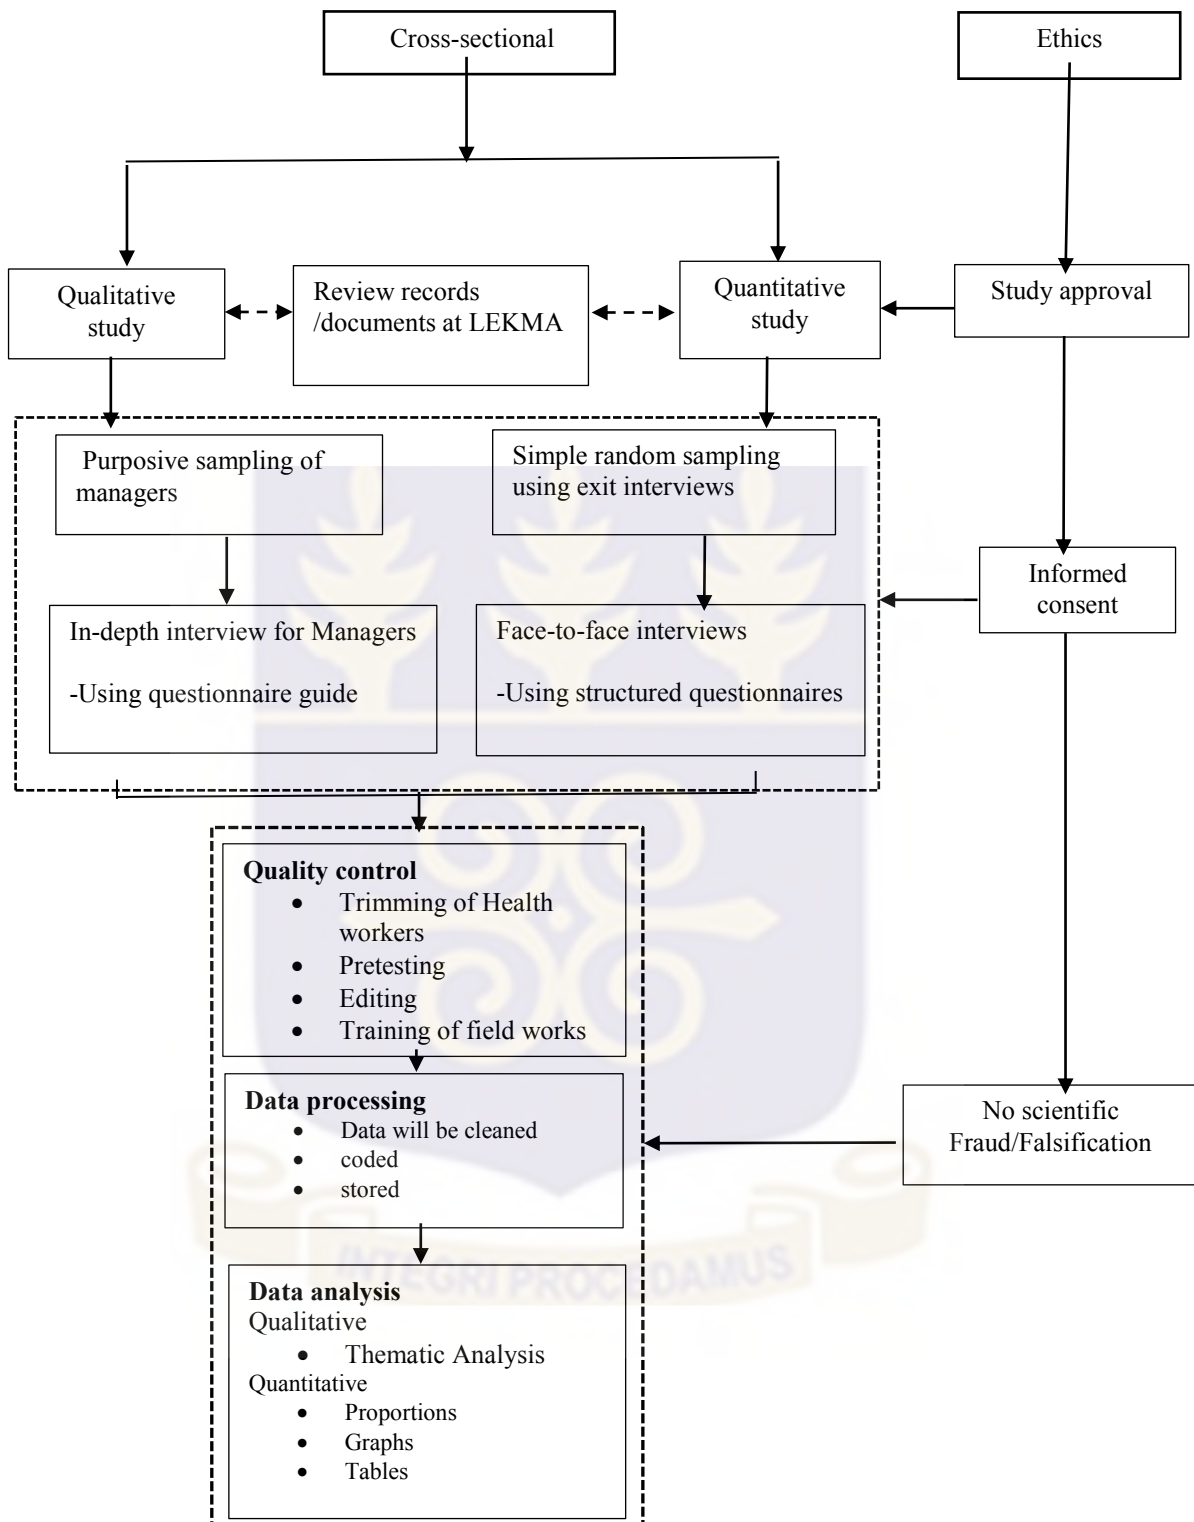 Cross-sectional
Ethics
Qualitative
study
Review records
/documents at LEKMA
Quantitative
study
Study approval
Purposive sampling of
managers
Simple random sampling
using exit interviews
Informed
consent
In-depth interview for Managers
-Using questionnaire guide
Face-to-face interviews
-Using structured questionnaires
Quality control
• Trimming of Health
workers
• Pretesting
• Editing
• Training of field works
Data processing
• Data will be cleaned
• coded
• stored
No scientific
Fraud/Falsification
Data analysis
Qualitative
• Thematic Analysis
Quantitative
• Proportions
• Graphs
• Tables
INTEGRI PROCEDAMUS